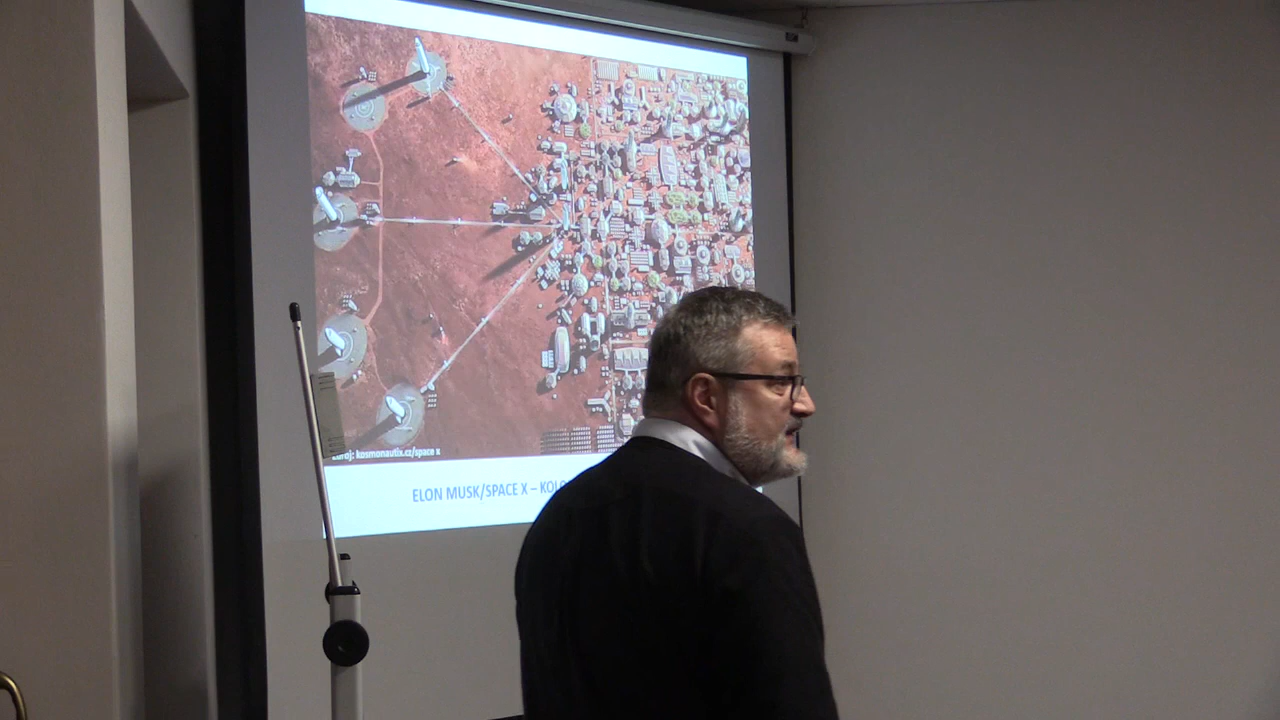 zdroj: kosmonautix.cz/space x
ELON MUSK/SPACE X – KOLO